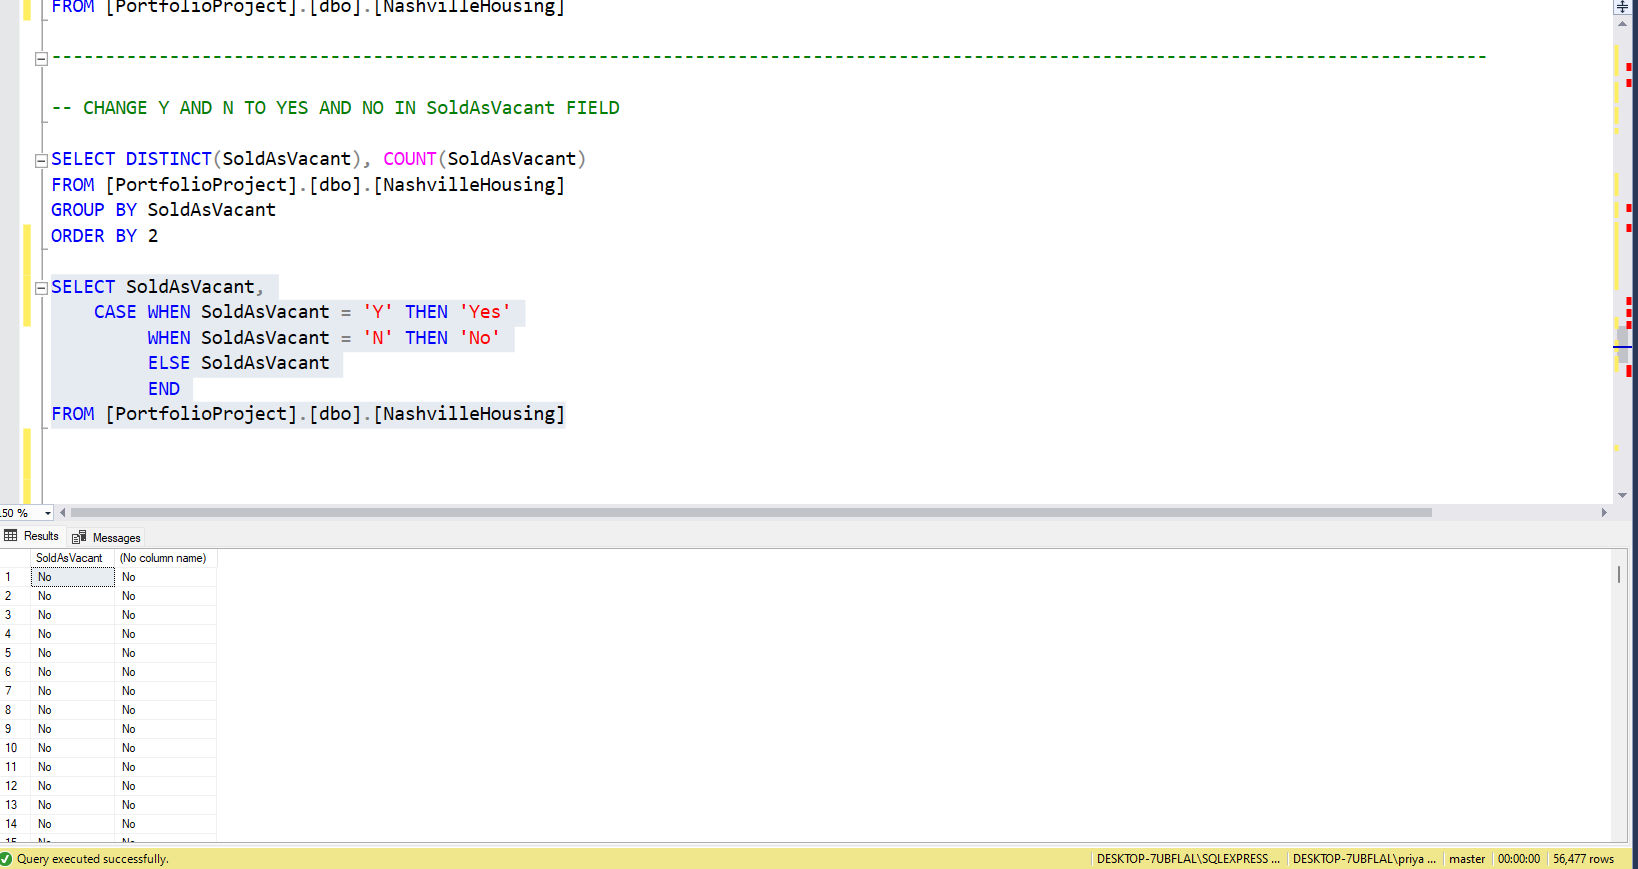 FROM [PortfolioProject].[dbo].[NashvilleHousing]
-- CHANGE Y AND N TO YES AND NO IN SoldAsVacant FIELD
SELECT DISTINCT(SoldAsVacant), COUNT(SoldAsVacant)
FROM [PortfolioProject].[dbo].[NashvilleHousing]
GROUP BY SoldAsVacant
ORDER BY 2
SELECT SoldAsVacant,
CASE WHEN SoldAsVacant = 'Y' THEN 'Yes'
WHEN SoldAsVacant = 'N' THEN 'No'
ELSE SoldAsVacant
END
FROM [PortfolioProject].[dbo].[NashvilleHousing]
50 %
Results Messages
SoldAsVacant (No column name)
1 No No
2 No No
3 No No
4 No No
5 No No
6 No No
7 No No
8 No No
9 No No
10 No No
11 No No
12 No No
13 No No
14 No No
15 No No
Query executed successfully. DESKTOP-7UBFLAL\SQLEXPRESS ... DESKTOP-7UBFLAL\priya ... master 00:00:00 56,477 rows